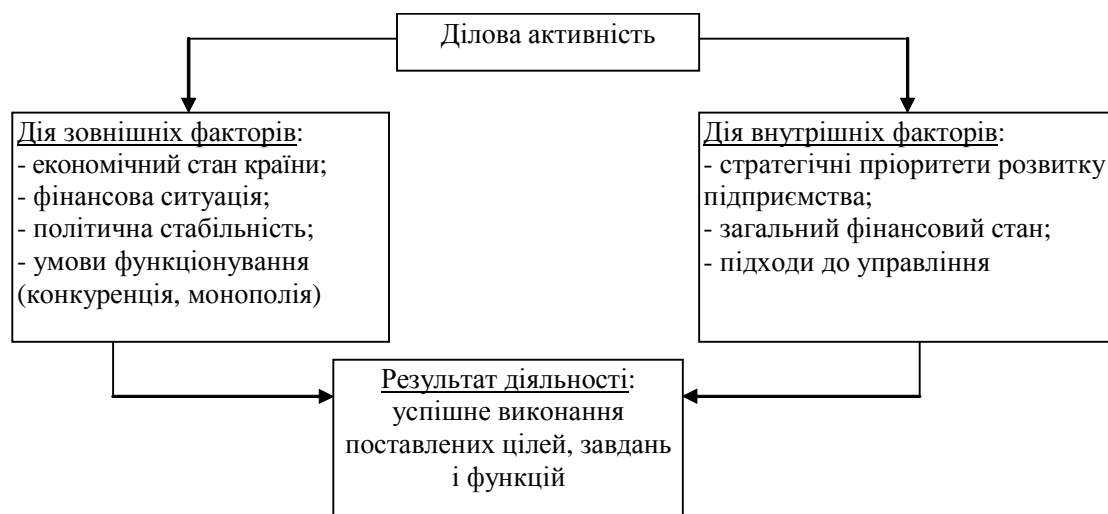 Ділова активність
Дія зовнішніх факторів:
- економічний стан країни;
- фінансова ситуація;
- політична стабільність;
- умови функціонування
(конкуренція, монополія)
Дія внутрішніх факторів:
- стратегічні пріоритети розвитку
підприємства;
- загальний фінансовий стан;
- підходи до управління
Результат діяльності:
успішне виконання
поставлених цілей, завдань
і функцій